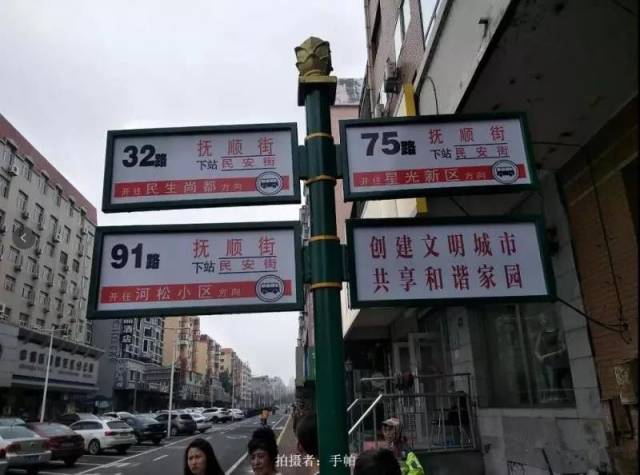 32路
抚顺街
下站 民安街
开往 民生尚都 方向
75路
抚顺街
下站 民安街
开往 星光新区 方向
91路
抚顺街
下站 民安街
开往 河松小区 方向
创建文明城市
共享和谐家园
拍摄者：手帕